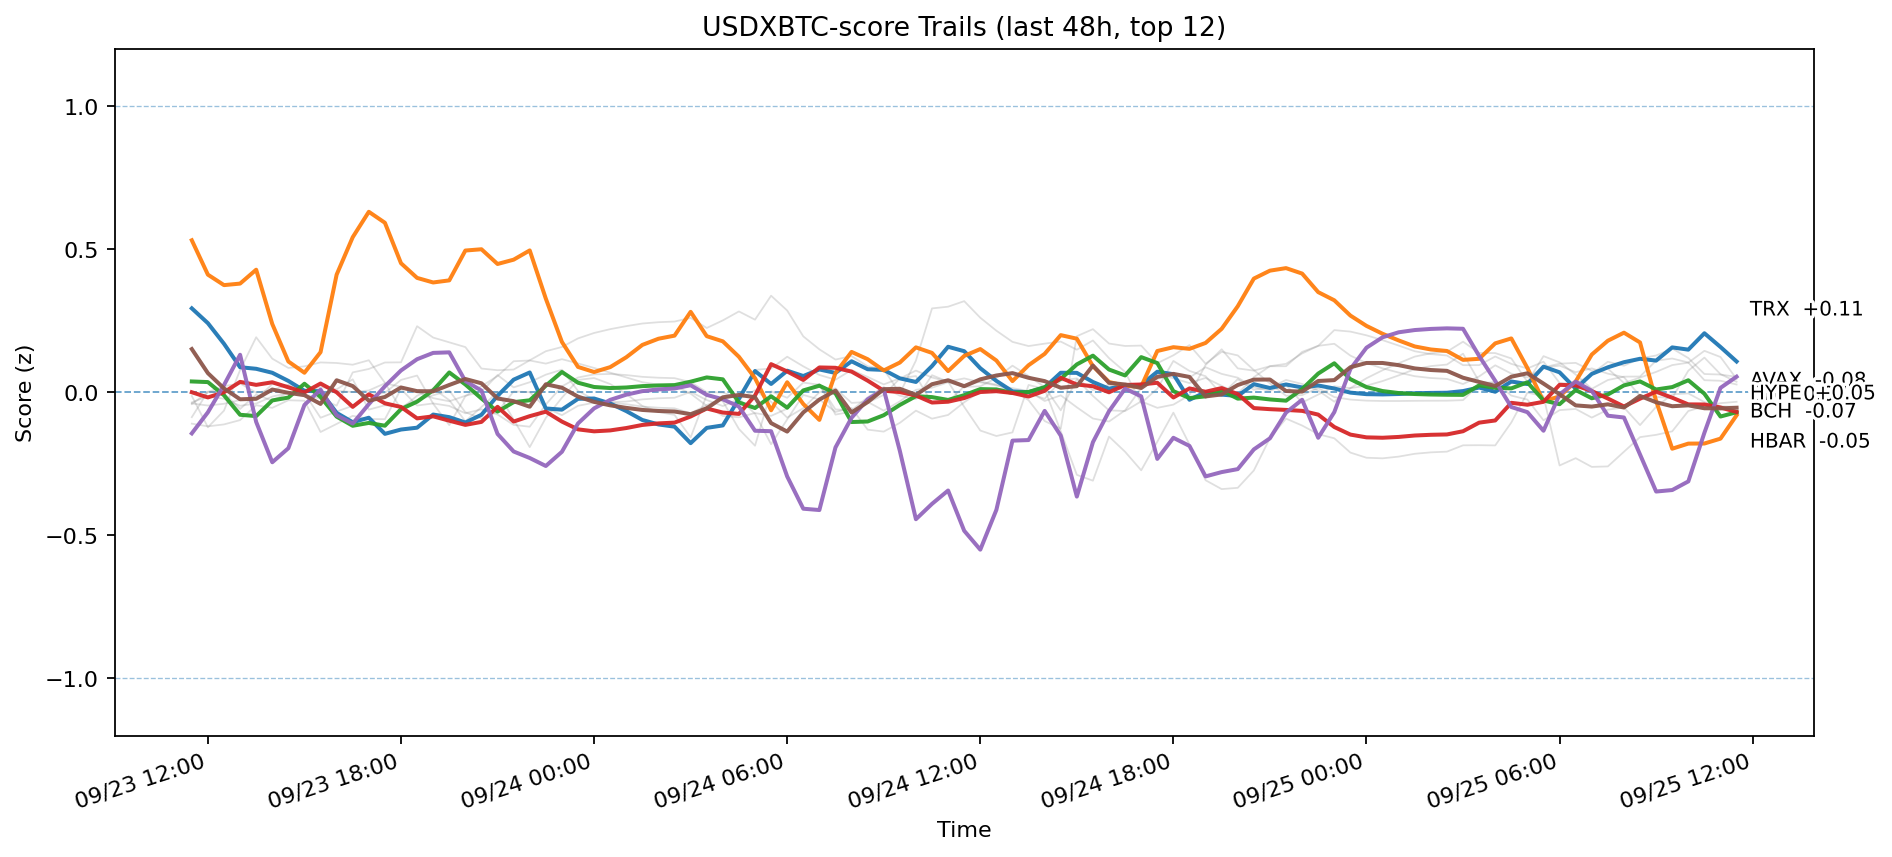 USDXBTC-score Trails (last 48h, top 12)
Score (z)
1.0
0.5
0.0
−0.5
−1.0
TRX +0.11
AVAX -0.08
HYPE +0.05
BCH -0.07
HBAR -0.05
09/23 12:00
09/23 18:00
09/24 00:00
09/24 06:00
09/24 12:00
09/24 18:00
09/25 00:00
09/25 06:00
09/25 12:00
Time